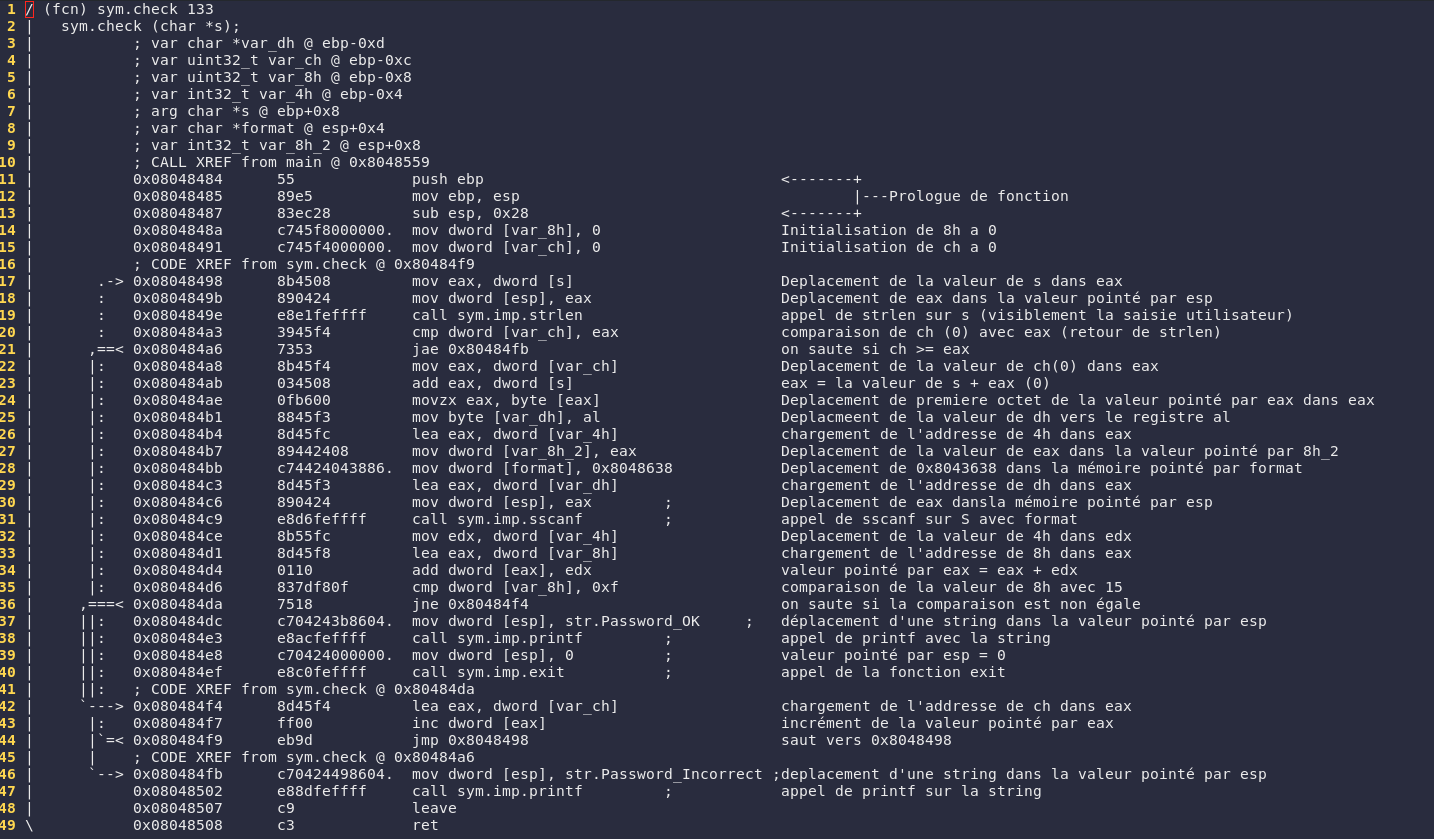 1 / (fcn) sym.check 133
2 |   sym.check (char *s);
3 |           ; var char *var_dh @ ebp-0xd
4 |           ; var uint32_t var_ch @ ebp-0xc
5 |           ; var uint32_t var_8h @ ebp-0x8
6 |           ; var int32_t var_4h @ ebp-0x4
7 |           ; arg char *s @ ebp+0x8
8 |           ; var char *format @ esp+0x4
9 |           ; var int32_t var_8h_2 @ esp+0x8
10 |           ; CALL XREF from main @ 0x8048559
11 |           0x08048484      55             push ebp                                 <-------+
12 |           0x08048485      89e5           mov ebp, esp                                     |---Prologue de fonction
13 |           0x08048487      83ec28         sub esp, 0x28                            <-------+
14 |           0x0804848a      c745f8000000.  mov dword [var_8h], 0                    Initialisation de 8h a 0
15 |           0x08048491      c745f4000000.  mov dword [var_ch], 0                    Initialisation de ch a 0
16 |           ; CODE XREF from sym.check @ 0x80484f9
17 |       .-> 0x08048498      8b4508         mov eax, dword [s]                       Deplacement de la valeur de s dans eax
18 |       :   0x0804849b      890424         mov dword [esp], eax                     Deplacement de eax dans la valeur pointé par esp
19 |       :   0x0804849e      e8e1feffff     call sym.imp.strlen                      appel de strlen sur s (visiblement la saisie utilisateur)
20 |       :   0x080484a3      3945f4         cmp dword [var_ch], eax                  comparaison de ch (0) avec eax (retour de strlen)
21 |      ,==< 0x080484a6      7353           jae 0x80484fb                            on saute si ch >= eax
22 |      |:   0x080484a8      8b45f4         mov eax, dword [var_ch]                  Deplacement de la valeur de ch(0) dans eax
23 |      |:   0x080484ab      034508         add eax, dword [s]                       eax = la valeur de s + eax (0)
24 |      |:   0x080484ae      0fb600         movzx eax, byte [eax]                    Deplacement de premiere octet de la valeur pointé par eax dans eax
25 |      |:   0x080484b1      8845f3         mov byte [var_dh], al                    Deplacmeent de la valeur de dh vers le registre al
26 |      |:   0x080484b4      8d45fc         lea eax, dword [var_4h]                  chargement de l'addresse de 4h dans eax
27 |      |:   0x080484b7      89442408       mov dword [var_8h_2], eax                Deplacement de la valeur de eax dans la valeur pointé par 8h_2
28 |      |:   0x080484bb      c74424043886.  mov dword [format], 0x8048638            Deplacement de 0x8043638 dans la mémoire pointé par format
29 |      |:   0x080484c3      8d45f3         lea eax, dword [var_dh]                  chargement de l'addresse de dh dans eax
30 |      |:   0x080484c6      890424         mov dword [esp], eax        ;            Deplacement de eax dansla mémoire pointé par esp
31 |      |:   0x080484c9      e8d6feffff     call sym.imp.sscanf         ;            appel de sscanf sur S avec format
32 |      |:   0x080484ce      8b55fc         mov edx, dword [var_4h]                  Deplacement de la valeur de 4h dans edx
33 |      |:   0x080484d1      8d45f8         lea eax, dword [var_8h]                  chargement de l'addresse de 8h dans eax
34 |      |:   0x080484d4      0110           add dword [eax], edx                     valeur pointé par eax = eax + edx
35 |      |:   0x080484d6      837df80f       cmp dword [var_8h], 0xf                  comparaison de la valeur de 8h avec 15
36 |     ,===< 0x080484da      7518           jne 0x80484f4                            on saute si la comparaison est non égale
37 |     ||:   0x080484dc      c704243b8604.  mov dword [esp], str.Password_OK     ;   déplacement d'une string dans la valeur pointé par esp
38 |     ||:   0x080484e3      e8acfeffff     call sym.imp.printf         ;            appel de printf avec la string
39 |     ||:   0x080484e8      c70424000000.  mov dword [esp], 0          ;            valeur pointé par esp = 0
40 |     ||:   0x080484ef      e8c0feffff     call sym.imp.exit           ;            appel de la fonction exit
41 |     ||:   ; CODE XREF from sym.check @ 0x80484da
42 |     `---> 0x080484f4      8d45f4         lea eax, dword [var_ch]                  chargement de l'addresse de ch dans eax
43 |      |:   0x080484f7      ff00           inc dword [eax]                          incrément de la valeur pointé par eax
44 |      |`=< 0x080484f9      eb9d           jmp 0x8048498                            saut vers 0x8048498
45 |      |    ; CODE XREF from sym.check @ 0x80484a6
46 |      `--> 0x080484fb      c70424498604.  mov dword [esp], str.Password_Incorrect ;deplacement d'une string dans la valeur pointé par esp
47 |           0x08048502      e88dfeffff     call sym.imp.printf         ;            appel de printf sur la string
48 |           0x08048507      c9             leave
49 \           0x08048508      c3             ret